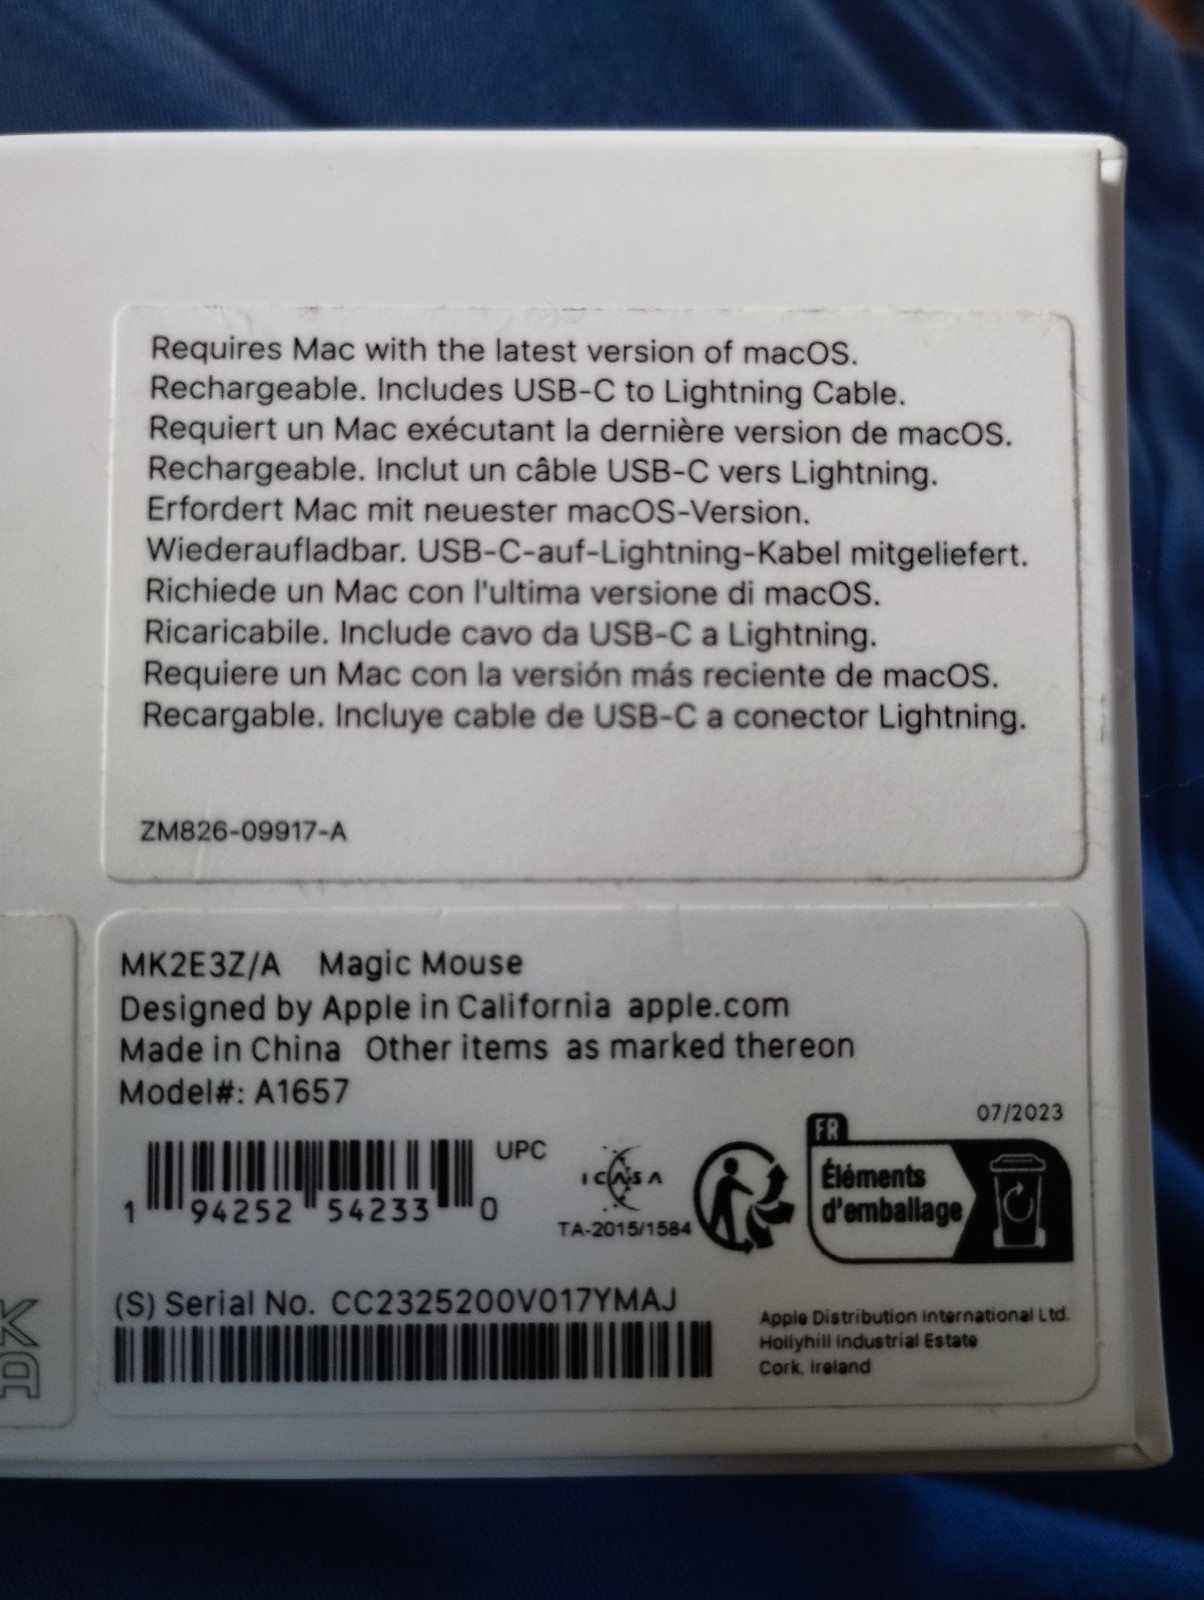 Requires Mac with the latest version of macOS.
Rechargeable. Includes USB-C to Lightning Cable.
Requiert un Mac exécutant la dernière version de macOS.
Rechargeable. Inclut un câble USB-C vers Lightning.
Erfordert Mac mit neuester macOS-Version.
Wiederaufladbar. USB-C-auf-Lightning-Kabel mitgeliefert.
Richiede un Mac con l'ultima versione di macOS.
Ricaricabile. Include cavo da USB-C a Lightning.
Requiere un Mac con la versión más reciente de macOS.
Recargable. Incluye cable de USB-C a conector Lightning.
ZM826-09917-A
MK2E3Z/A Magic Mouse
Designed by Apple in California apple.com
Made in China Other items as marked thereon
Model#: A1657
07/2023
UPC
1 94252 54233 0
ICASA
TA-2015/1584
FR
Éléments
d'emballage
(S) Serial No. CC2325200V017YMAJ
Apple Distribution International Ltd.
Hollyhill Industrial Estate
Cork, Ireland